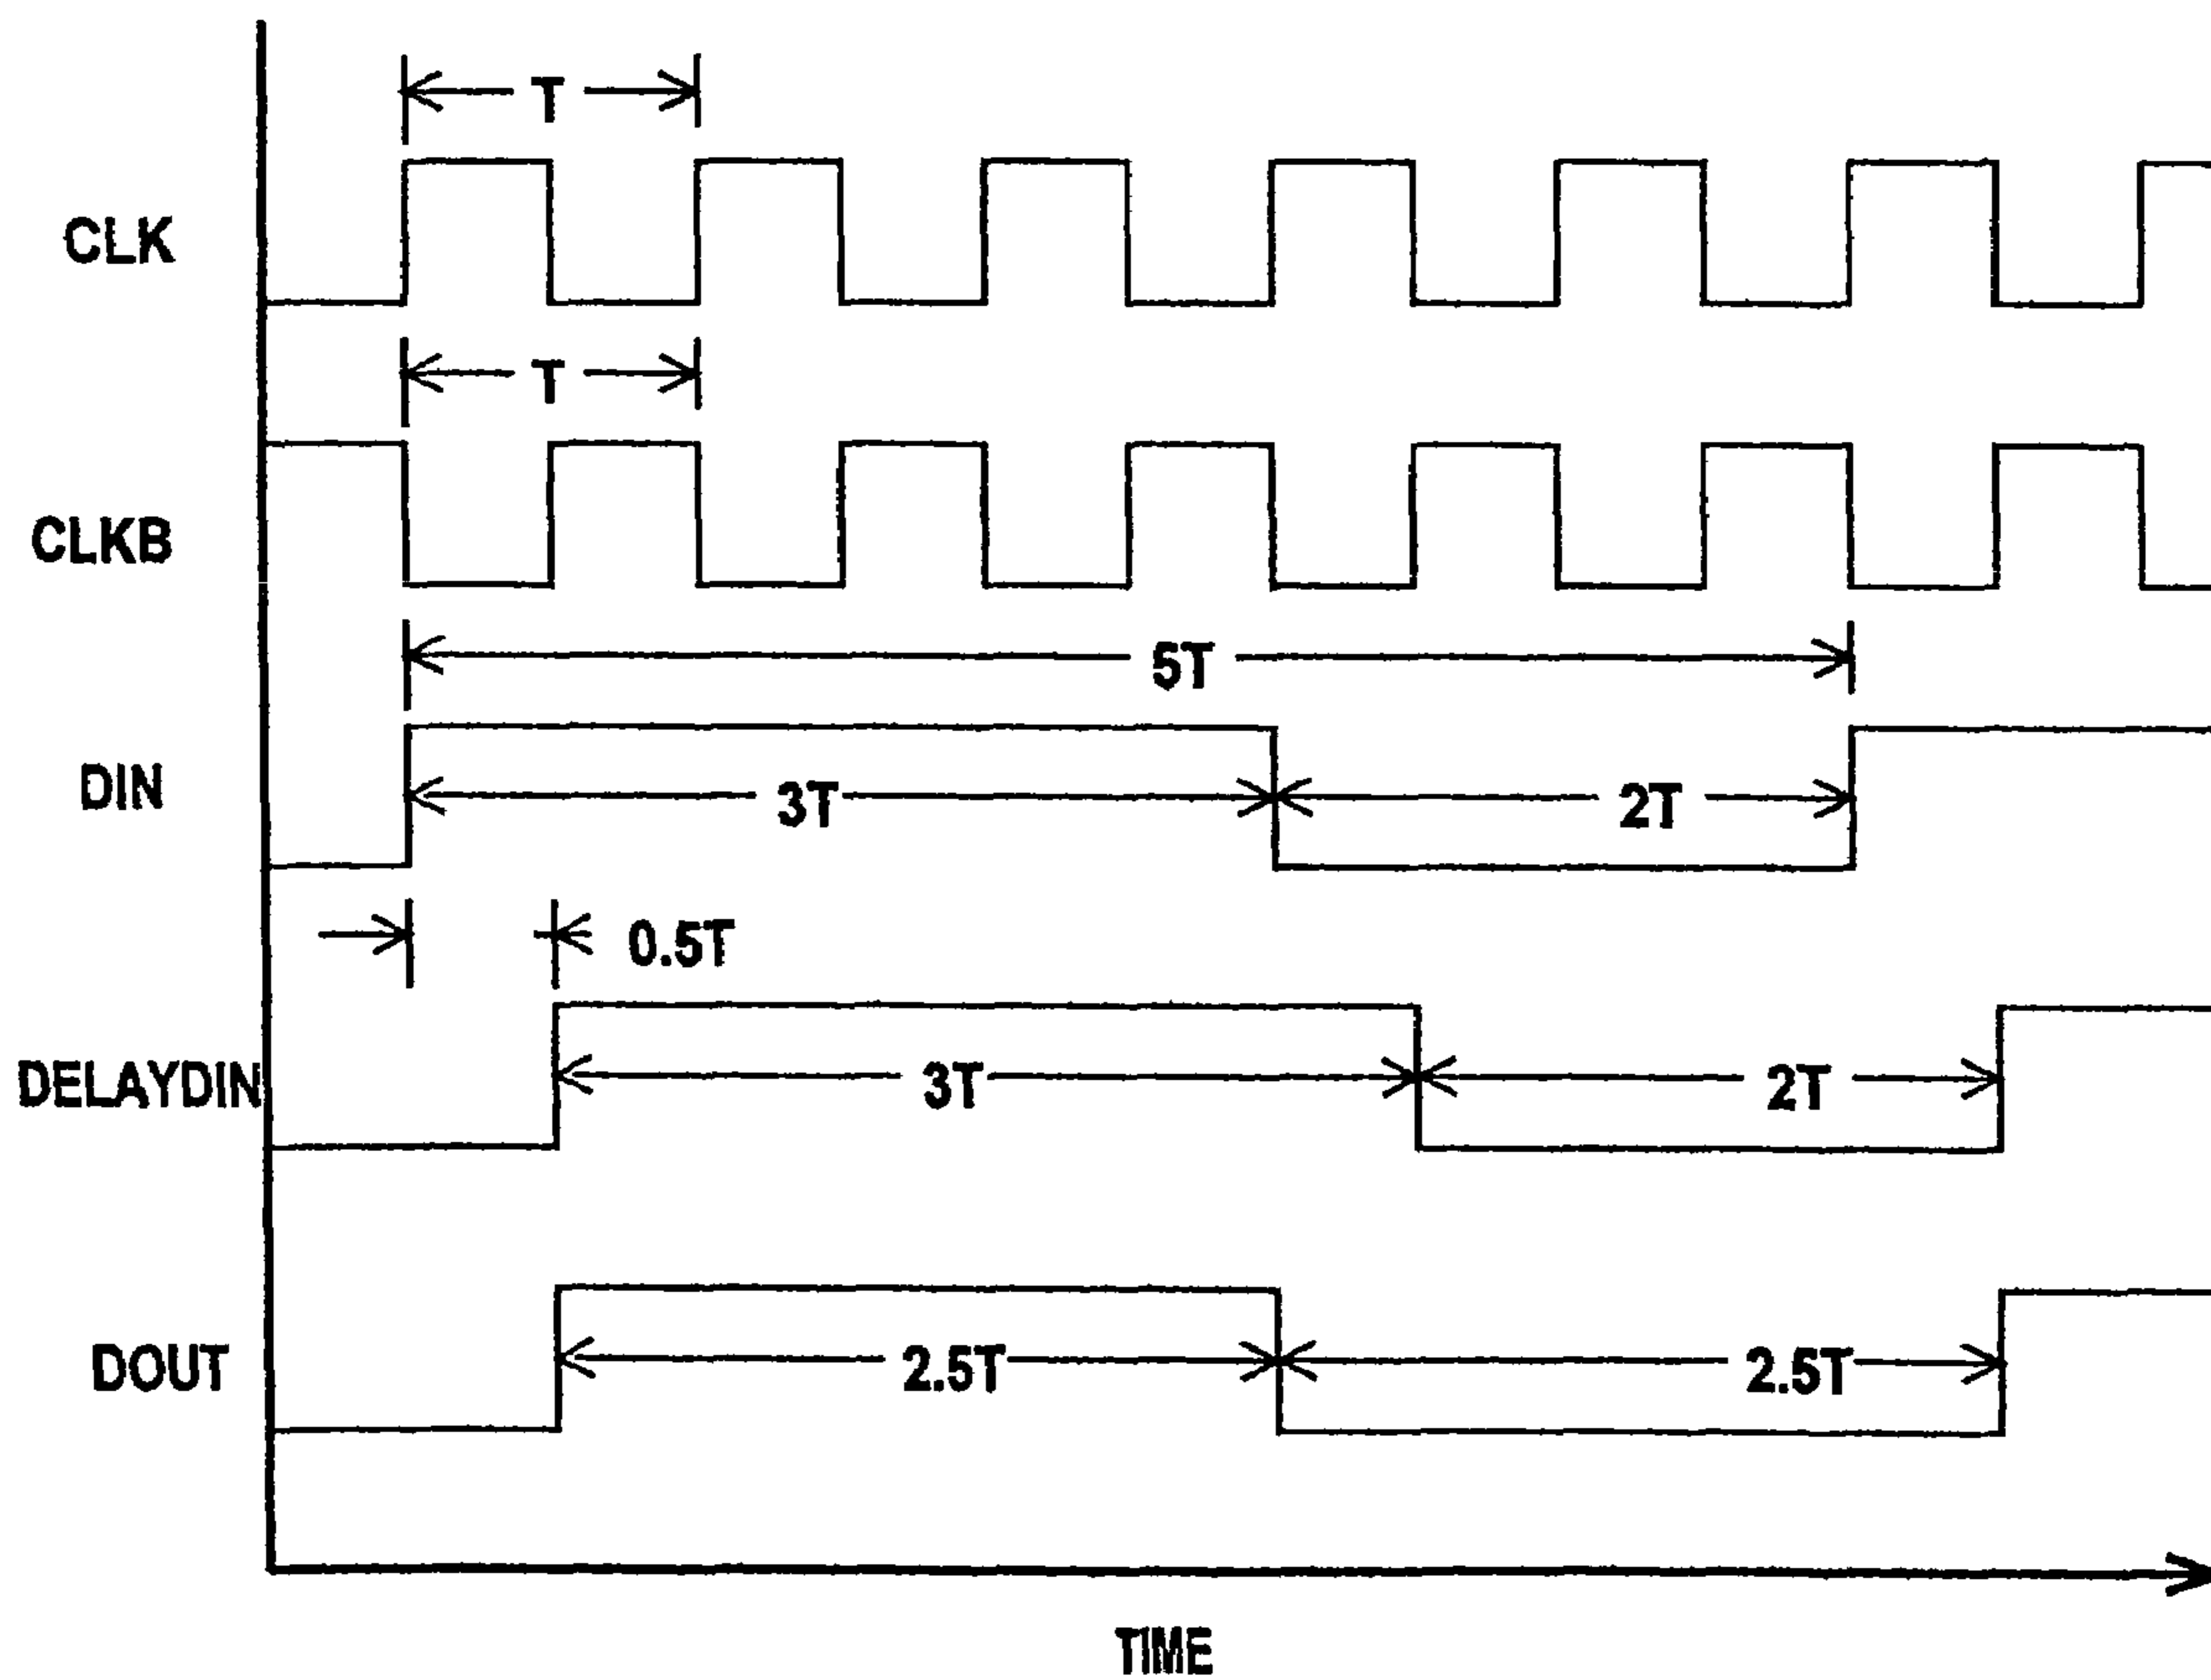 T
CLK
T
CLKB
5T
DIN
3T
2T
0.5T
DELAYDIN
3T
2T
DOUT
2.5T
2.5T
TIME